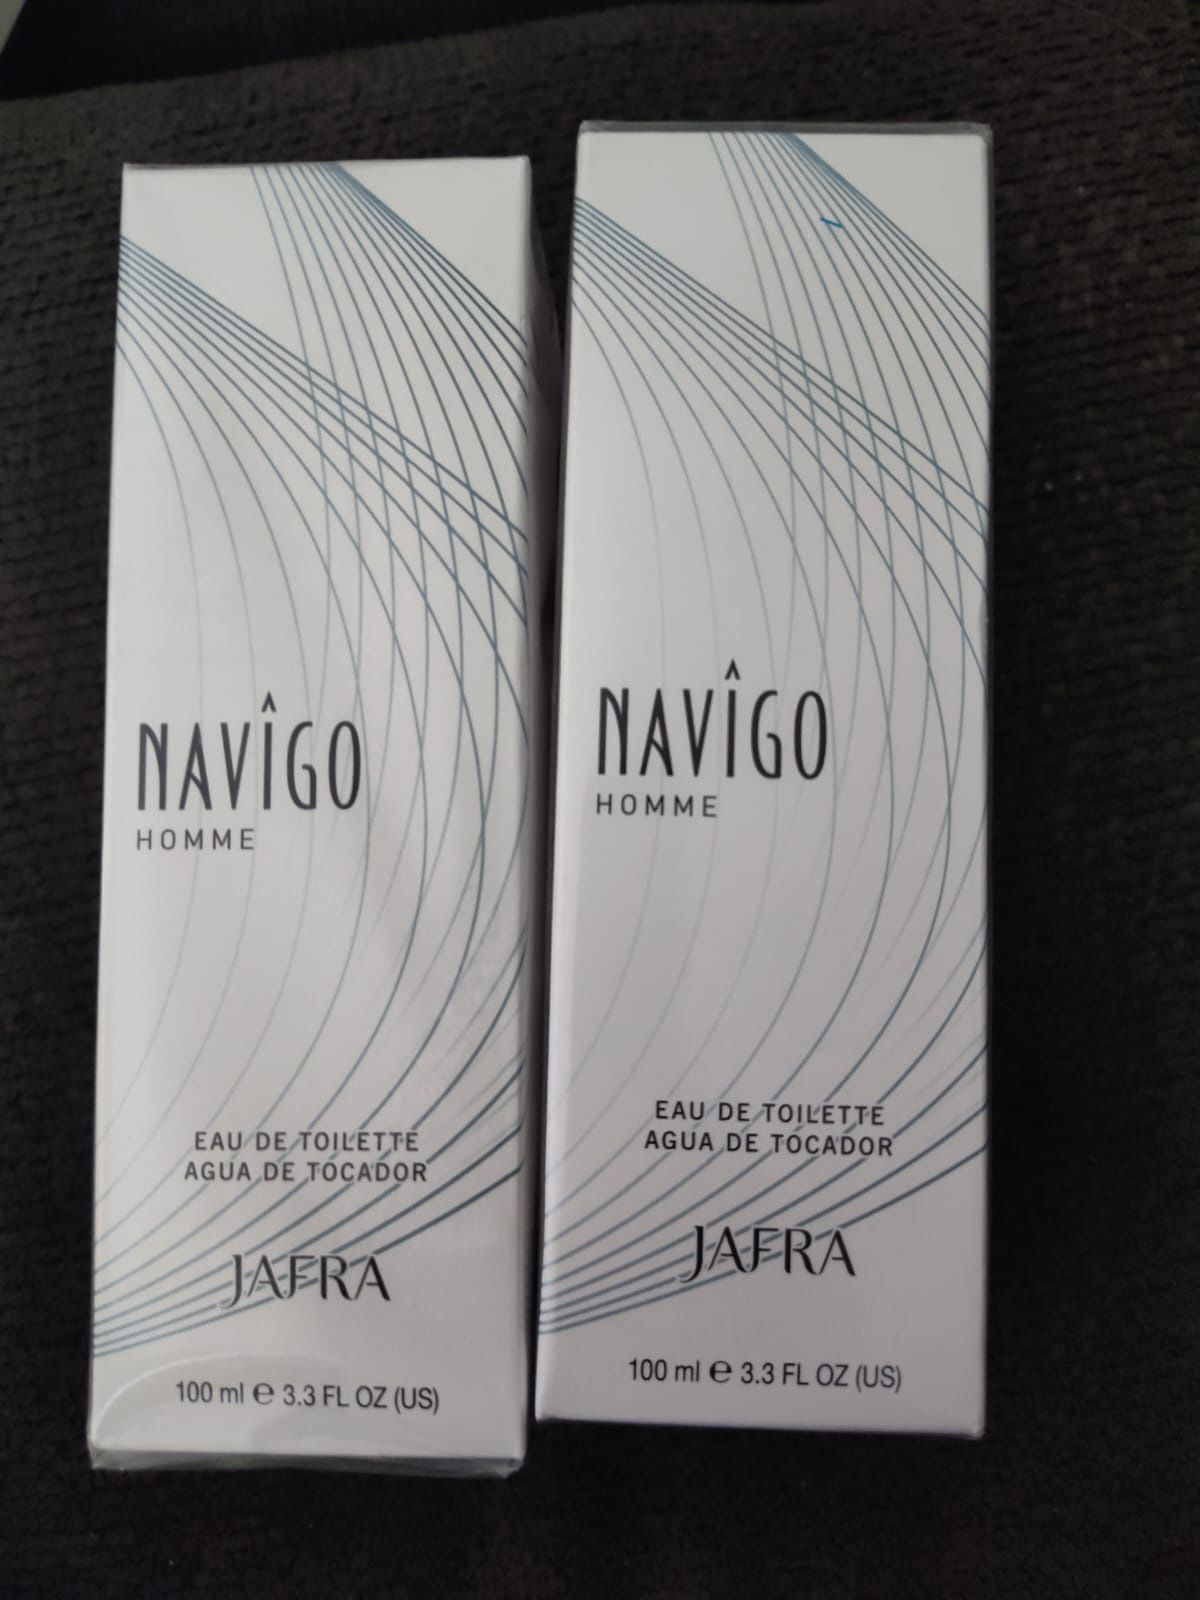 NAVÎGO
HOMME
EAU DE TOILETTE
AGUA DE TOCADOR
JAFRA
100 ml ℮ 3.3 FL OZ (US)
NAVÎGO
HOMME
EAU DE TOILETTE
AGUA DE TOCADOR
JAFRA
100 ml ℮ 3.3 FL OZ (US)